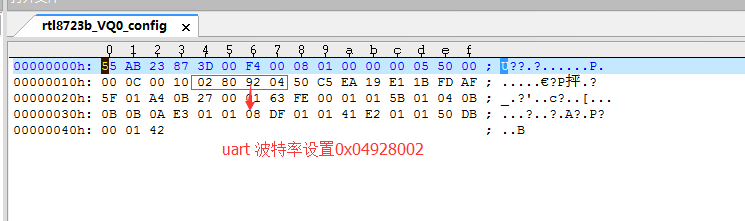 rtl8723b_VQ0_config x
0 1 2 3 4 5 6 7 8 9 a b c d e f
00000000h: 55 AB 23 87 3D 00 F4 00 08 01 00 00 00 05 50 00 ; U??.?......P.
00000010h: 00 0C 00 10 02 80 92 04 50 C5 EA 19 E1 1B FD AF ; .....€?P抨.?
00000020h: 5F 01 A4 0B 27 00 01 63 FE 00 01 01 5B 01 04 0B ; _.?'..c?..[...
00000030h: 0B 0B 0A E3 01 01 08 DF 01 01 41 E2 01 01 50 DB ; ...?..?.A?.P?
00000040h: 00 01 42 ; ..B
uart 波特率设置0x04928002